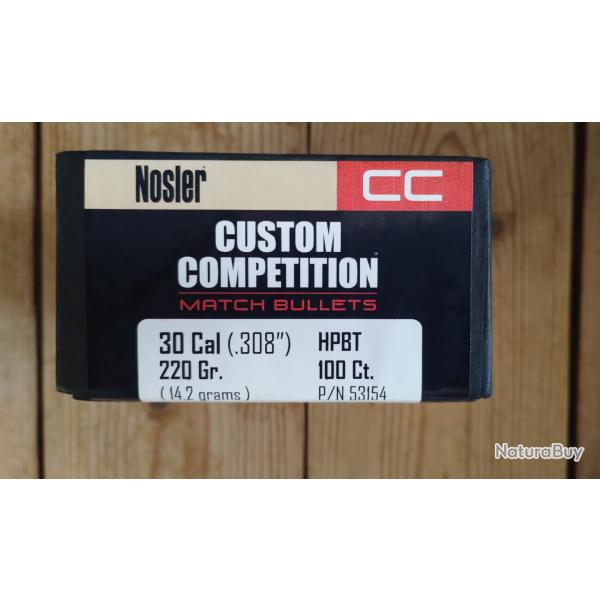 Nosler CC
CUSTOM
COMPETITION®
MATCH BULLETS
30 Cal (.308") HPBT
220 Gr. 100 Ct.
(14.2 grams) P/N 53154
NaturaBuy